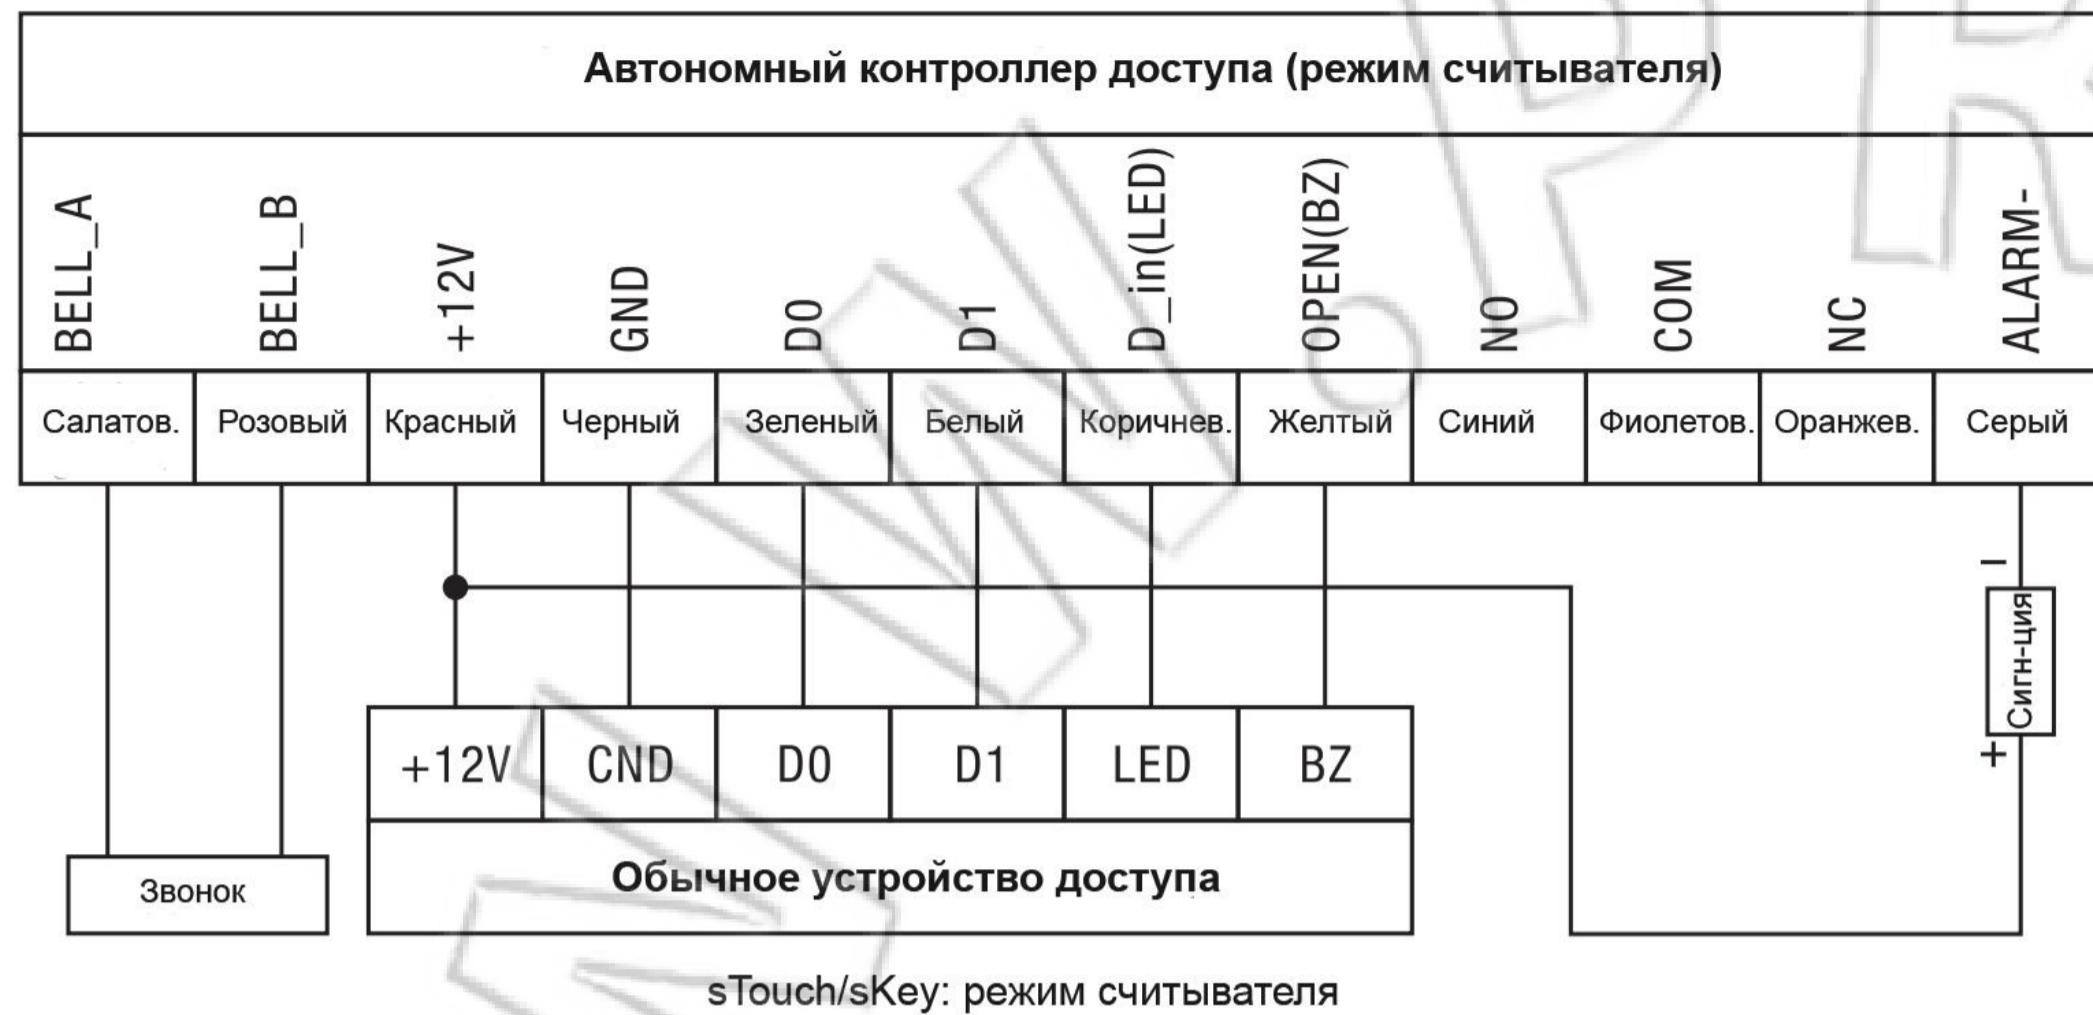 Автономный контроллер доступа (режим считывателя)
BELL_A BELL_B +12V GND D0 D1 D_in(LED) OPEN(BZ) NO COM NC ALARM-
Салатов. Розовый Красный Черный Зеленый Белый Коричнев. Желтый Синий Фиолетов. Оранжев. Серый
–
Сигн-ция
+
+12V CND D0 D1 LED BZ
Обычное устройство доступа
Звонок
sTouch/sKey: режим считывателя